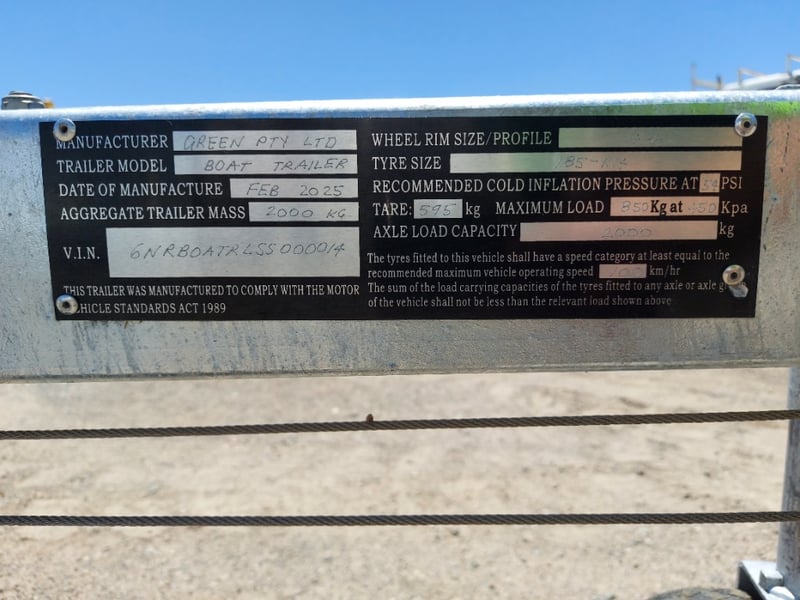 MANUFACTURER GREEN PTY LTD
TRAILER MODEL BOAT TRAILER
DATE OF MANUFACTURE FEB 2025
AGGREGATE TRAILER MASS 2000 KG
V.I.N. 6NRBOATRLSS000014
THIS TRAILER WAS MANUFACTURED TO COMPLY WITH THE MOTOR
VEHICLE STANDARDS ACT 1989
WHEEL RIM SIZE/PROFILE
TYRE SIZE
RECOMMENDED COLD INFLATION PRESSURE AT PSI
TARE: 595 kg MAXIMUM LOAD 850 Kg at 450 Kpa
AXLE LOAD CAPACITY 2000 kg
The tyres fitted to this vehicle shall have a speed category at least equal to the
recommended maximum vehicle operating speed 100 km/hr
The sum of the load carrying capacities of the tyres fitted to any axle or axle
of the vehicle shall not be less than the relevant load shown above